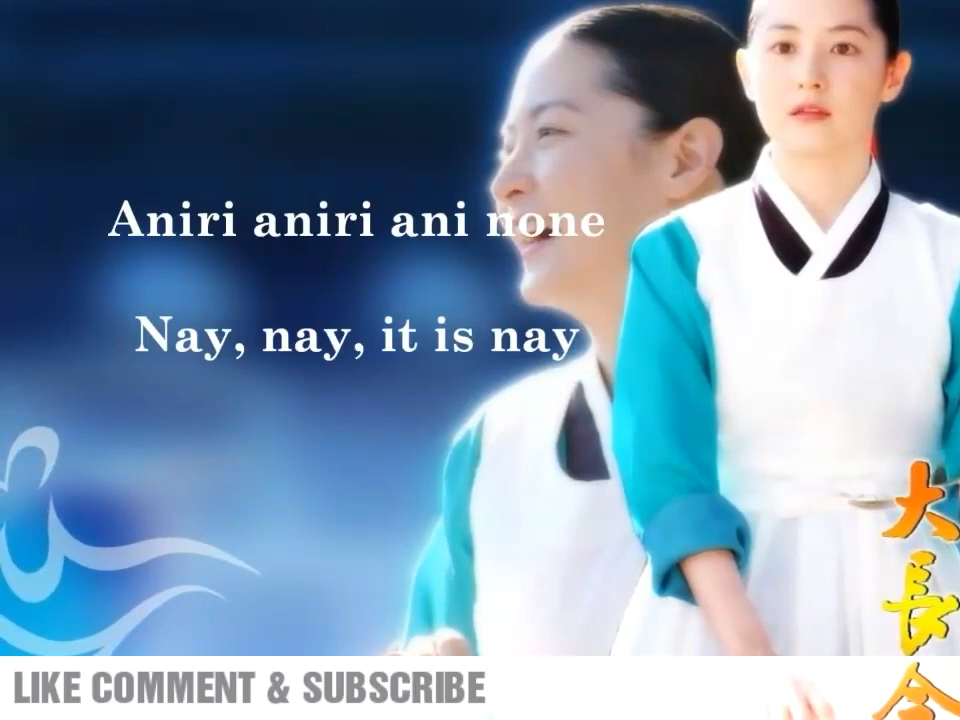 Aniri aniri ani none
Nay, nay, it is nay
大
長
今
LIKE COMMENT & SUBSCRIBE